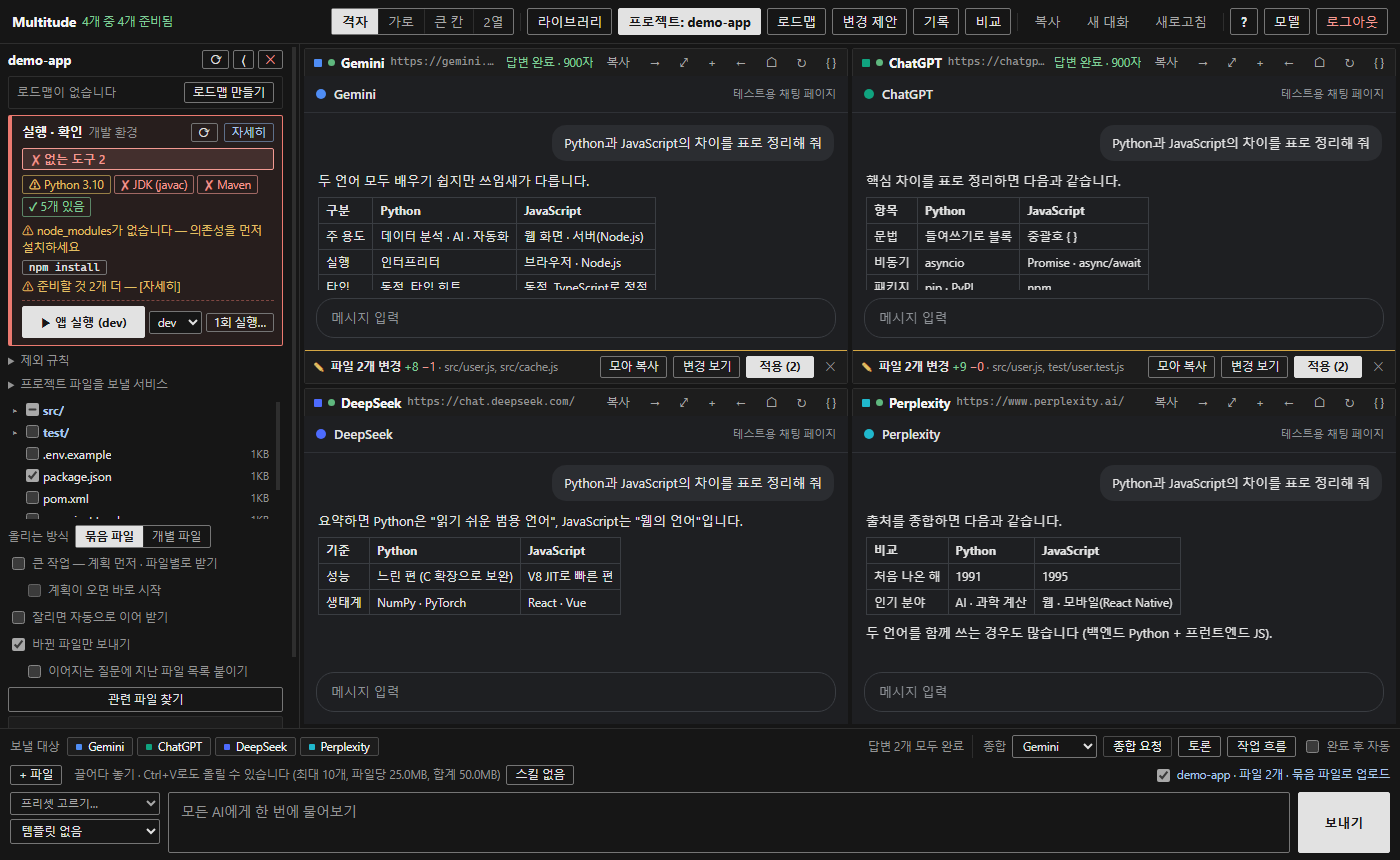 Multitude 4개 중 4개 준비됨 격자 가로 큰 칸 2열 라이브러리 프로젝트: demo-app 로드맵 변경 제안 기록 비교 복사 새 대화 새로고침 ? 모델 로그아웃
demo-app
로드맵이 없습니다 로드맵 만들기
실행 · 확인 개발 환경 자세히
✗ 없는 도구 2
⚠ Python 3.10 ✗ JDK (javac) ✗ Maven
✓ 5개 있음
⚠ node_modules가 없습니다 — 의존성을 먼저
설치하세요
npm install
⚠ 준비할 것 2개 더 — [자세히]
▶ 앱 실행 (dev) dev 1회 실행...
▶ 제외 규칙
▶ 프로젝트 파일을 보낼 서비스
src/
test/
.env.example 1KB
package.json 1KB
pom.xml 1KB
올리는 방식 묶음 파일 개별 파일
큰 작업 — 계획 먼저 · 파일별로 받기
계획이 오면 바로 시작
잘리면 자동으로 이어 받기
바뀐 파일만 보내기
이어지는 질문에 지난 파일 목록 붙이기
관련 파일 찾기
Gemini https://gemini.... 답변 완료 · 900자 복사 → ⤢ + ← ↻ { }
Gemini 테스트용 채팅 페이지
Python과 JavaScript의 차이를 표로 정리해 줘
두 언어 모두 배우기 쉽지만 쓰임새가 다릅니다.
구분 Python JavaScript
주 용도 데이터 분석 · AI · 자동화 웹 화면 · 서버(Node.js)
실행 인터프리터 브라우저 · Node.js
타입 동적, 타입 힌트 동적, TypeScript로 정적
메시지 입력
파일 2개 변경 +8 −1 · src/user.js, src/cache.js 모아 복사 변경 보기 적용 (2) ×
ChatGPT https://chatgp... 답변 완료 · 900자 복사 → ⤢ + ← ↻ { }
ChatGPT 테스트용 채팅 페이지
Python과 JavaScript의 차이를 표로 정리해 줘
핵심 차이를 표로 정리하면 다음과 같습니다.
항목 Python JavaScript
문법 들여쓰기로 블록 중괄호 { }
비동기 asyncio Promise · async/await
패키지 pip · PyPI npm
메시지 입력
파일 2개 변경 +9 −0 · src/user.js, test/user.test.js 모아 복사 변경 보기 적용 (2) ×
DeepSeek https://chat.deepseek.com/ 복사 → ⤢ + ← ↻ { }
DeepSeek 테스트용 채팅 페이지
Python과 JavaScript의 차이를 표로 정리해 줘
요약하면 Python은 "읽기 쉬운 범용 언어", JavaScript는 "웹의 언어"입니다.
기준 Python JavaScript
성능 느린 편 (C 확장으로 보완) V8 JIT로 빠른 편
생태계 NumPy · PyTorch React · Vue
메시지 입력
Perplexity https://www.perplexity.ai/ 복사 → ⤢ + ← ↻ { }
Perplexity 테스트용 채팅 페이지
Python과 JavaScript의 차이를 표로 정리해 줘
출처를 종합하면 다음과 같습니다.
비교 Python JavaScript
처음 나온 해 1991 1995
인기 분야 AI · 과학 계산 웹 · 모바일(React Native)
두 언어를 함께 쓰는 경우도 많습니다 (백엔드 Python + 프런트엔드 JS).
메시지 입력
보낼 대상 Gemini ChatGPT DeepSeek Perplexity 답변 2개 모두 완료 종합 Gemini 종합 요청 토론 작업 흐름 완료 후 자동
+ 파일 끌어다 놓기 · Ctrl+V로도 올릴 수 있습니다 (최대 10개, 파일당 25.0MB, 합계 50.0MB) 스킬 없음 demo-app · 파일 2개 · 묶음 파일로 업로드
프리셋 고르기... 모든 AI에게 한 번에 물어보기 보내기
템플릿 없음